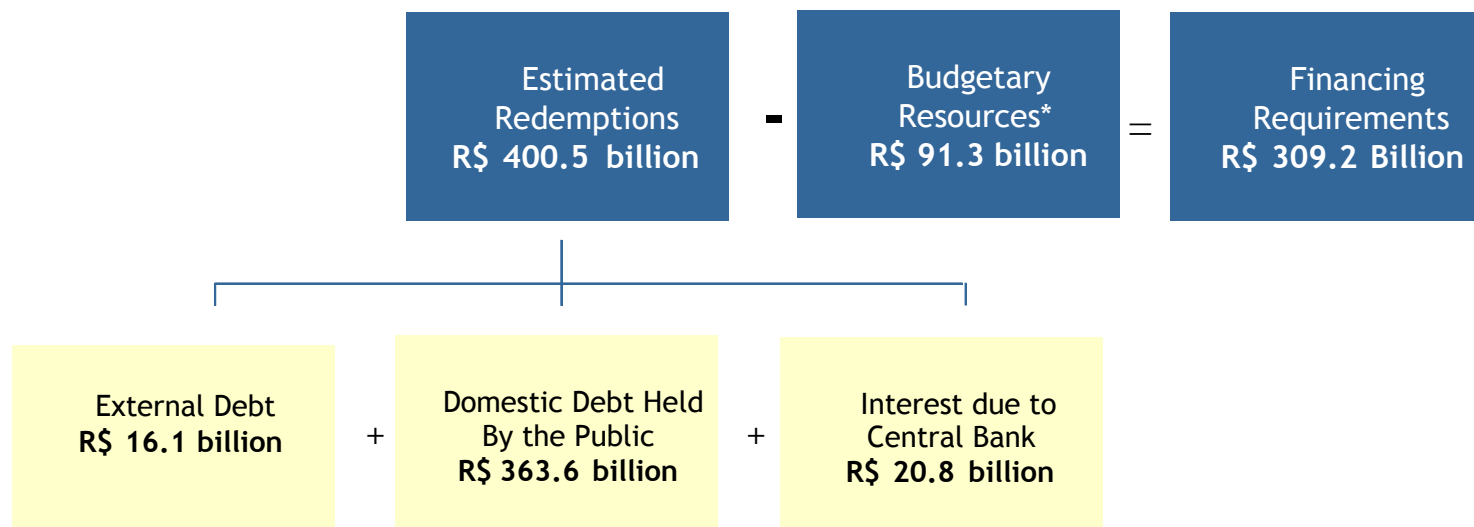 Estimated
Redemptions
R$ 400.5 billion
-
Budgetary
Resources*
R$ 91.3 billion
=
Financing
Requirements
R$ 309.2 Billion
External Debt
R$ 16.1 billion
+
Domestic Debt Held
By the Public
R$ 363.6 billion
+
Interest due to
Central Bank
R$ 20.8 billion